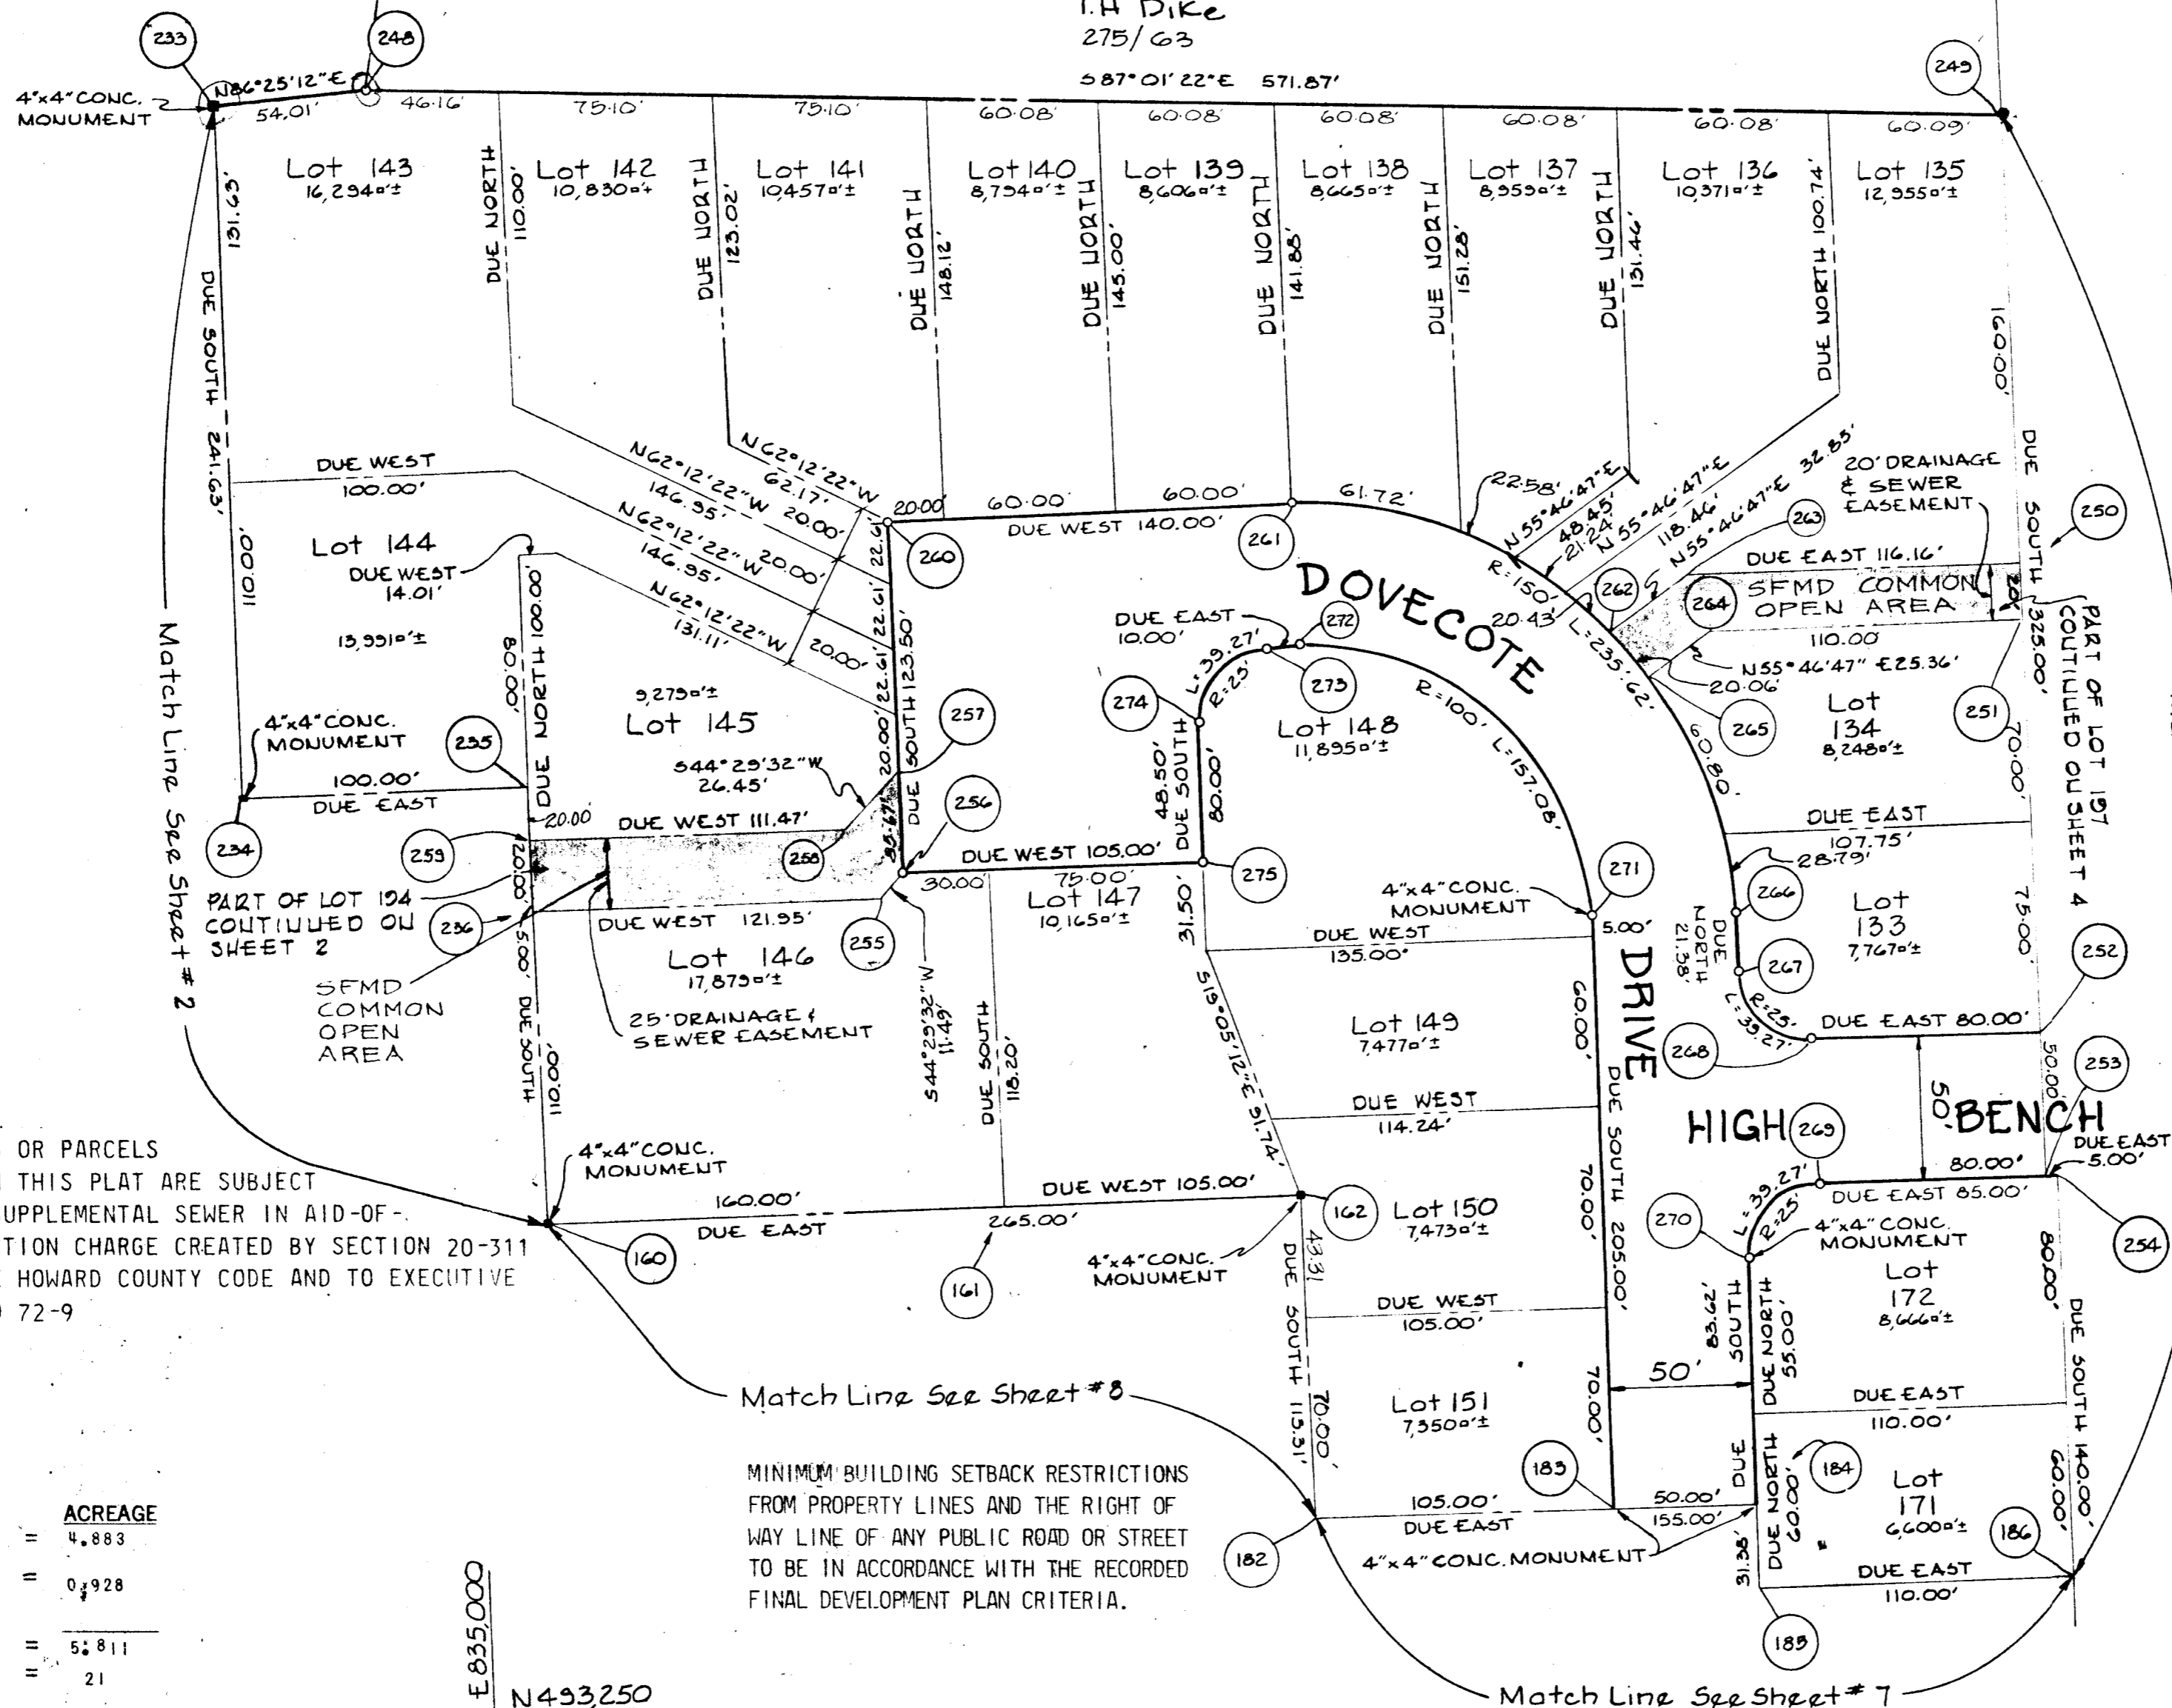 T.H Dike
275/63
233
248
249
4"x4" CONC.
MONUMENT
N86°25'12"E
54.01'
S87°01'22"E 571.87'
46.16'
75.10'
75.10'
60.08'
60.08'
60.08'
60.08'
60.08'
60.09'
Lot 143
16,294□'±
Lot 142
10,830□'±
Lot 141
10,457□'±
Lot 140
8,794□'±
Lot 139
8,606□'±
Lot 138
8,665□'±
Lot 137
8,959□'±
Lot 136
10,371□'±
Lot 135
12,955□'±
131.63'
DUE SOUTH 241.63'
110.00'
DUE NORTH
110.00'
DUE NORTH
123.02'
DUE NORTH
148.12'
DUE NORTH
145.00'
DUE NORTH
141.88'
DUE NORTH
151.28'
DUE NORTH
131.46'
DUE NORTH 100.74'
160.00'
DUE SOUTH 325.00'
DUE WEST
100.00'
N62°12'22"W
62.17'
N62°12'22"W 20.00'
146.95'
N62°12'22"W 20.00'
146.95'
N62°12'22"W
131.11'
20.00'
20.00'
60.00'
60.00'
DUE WEST 140.00'
260
261
61.72'
22.58'
N55°46'47"E
48.45'
21.24'
N55°46'47"E
118.46'
N55°46'47"E 32.85'
263
20' DRAINAGE
& SEWER
EASEMENT
250
DUE EAST 116.16'
SFMD COMMON
OPEN AREA
264
262
20'
110.00'
N55°46'47" E25.36'
20.06'
20.43'
R=150'
L=235.62'
265
251
PART OF LOT 197
CONTINUED ON SHEET 4
Lot 144
DUE WEST
14.01'
13,991□'±
DUE NORTH 100.00'
80.00'
9,279□'±
Lot 145
22.61'
22.61'
22.61'
20.00'
DUE SOUTH 123.50'
35.67'
257
S44°29'32"W
26.45'
256
4"x4" CONC.
MONUMENT
235
100.00'
DUE EAST
234
20.00'
DUE WEST 111.47'
258
259
20.00'
PART OF LOT 194
CONTINUED ON
SHEET 2
236
SFMD
COMMON
OPEN
AREA
DUE WEST 121.95'
255
Lot 146
17,879□'±
25' DRAINAGE &
SEWER EASEMENT
5.00'
DUE SOUTH
110.00'
S44°29'32"W
11.49'
DOVECOTE
DRIVE
DUE EAST
10.00'
272
273
274
L=39.27'
R=25'
R=100'
L=157.08'
48.50'
DUE SOUTH
80.00'
Lot 148
11,895□'±
DUE WEST 105.00'
30.00'
75.00'
Lot 147
10,165□'±
DUE SOUTH
118.20'
275
31.50'
4"x4" CONC.
MONUMENT
271
5.00'
DUE WEST
135.00'
S19°05'12"E 91.74'
Lot 149
7,477□'±
60.00'
DUE WEST
114.24'
DUE SOUTH 205.00'
70.00'
Lot
134
8,248□'±
60.80'
70.00'
DUE EAST
107.75'
28.79'
266
DUE
NORTH
21.38'
Lot
133
7,767□'±
75.00'
267
252
R=25'
L=39.27'
DUE EAST 80.00'
268
50.00'
253
HIGH
BENCH
50'
269
DUE EAST
5.00'
80.00'
DUE EAST 85.00'
L=39.27'
R=25'
270
4"x4" CONC.
MONUMENT
254
Match Line See Sheet #2
4"x4" CONC.
MONUMENT
160.00'
DUE EAST
DUE WEST 105.00'
265.00'
160
161
162
4"x4" CONC.
MONUMENT
Lot 150
7,473□'±
43.31
DUE SOUTH 113.31'
DUE WEST
105.00'
70.00'
Lot 151
7,350□'±
70.00'
50'
83.62'
DUE SOUTH
DUE NORTH
55.00'
Lot
172
8,666□'±
80.00'
DUE SOUTH 140.00'
DUE EAST
110.00'
183
184
105.00'
DUE EAST
50.00'
155.00'
182
4"x4" CONC. MONUMENT
31.38'
DUE NORTH
60.00'
Lot
171
6,600□'±
60.00'
186
DUE EAST
110.00'
185
Match Line See Sheet #8
Match Line See Sheet #7
OR PARCELS
THIS PLAT ARE SUBJECT
UPPLEMENTAL SEWER IN AID-OF-
TION CHARGE CREATED BY SECTION 20-311
HOWARD COUNTY CODE AND TO EXECUTIVE
72-9
MINIMUM BUILDING SETBACK RESTRICTIONS
FROM PROPERTY LINES AND THE RIGHT OF
WAY LINE OF ANY PUBLIC ROAD OR STREET
TO BE IN ACCORDANCE WITH THE RECORDED
FINAL DEVELOPMENT PLAN CRITERIA.
ACREAGE
= 4.883
= 0.928
= 5.811
= 21
E 835,000
N493,250